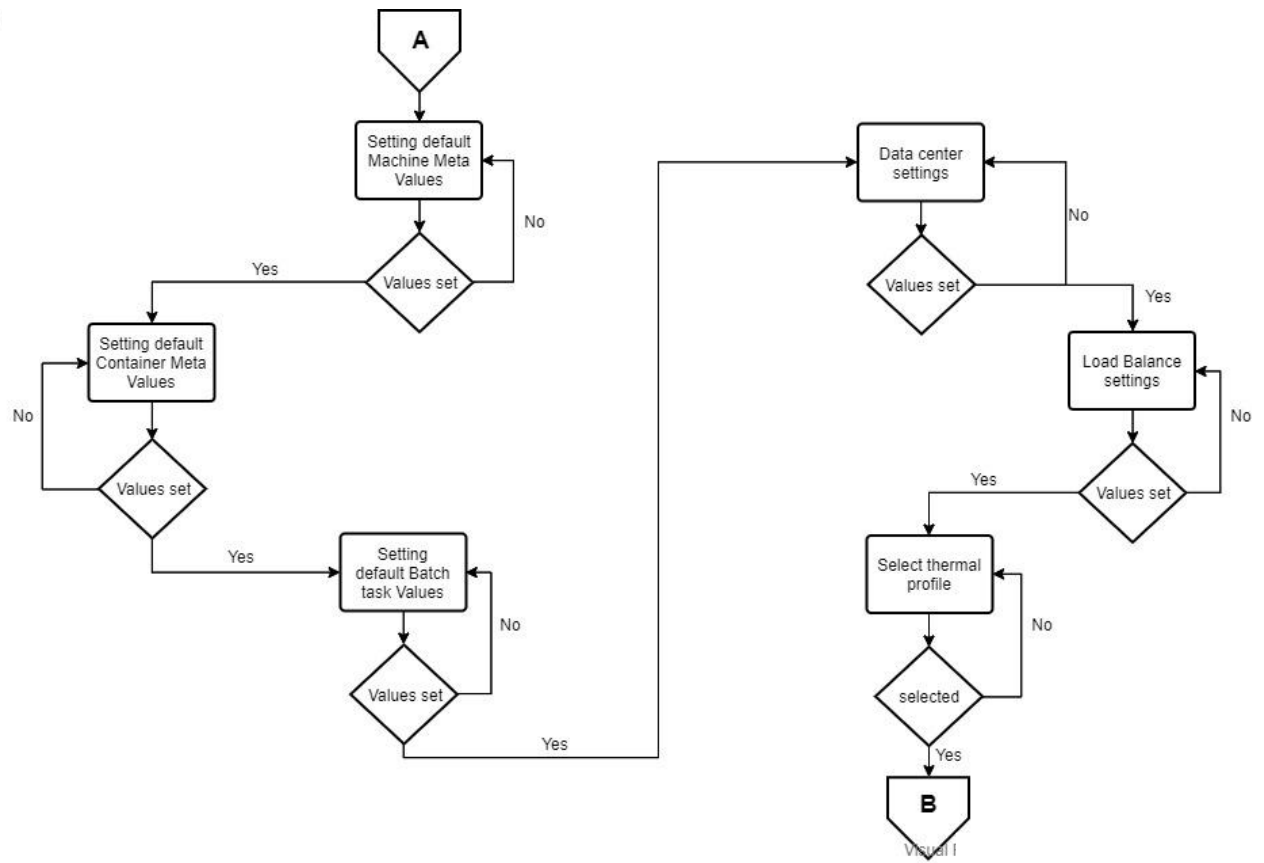 A
Setting default
Machine Meta
Values
No
Values set
Yes
Setting default
Container Meta
Values
No
Values set
Yes
Setting
default Batch
task Values
No
Values set
Yes
Data center
settings
No
Values set
Yes
Load Balance
settings
No
Values set
Yes
Select thermal
profile
No
selected
Yes
B
Visual I